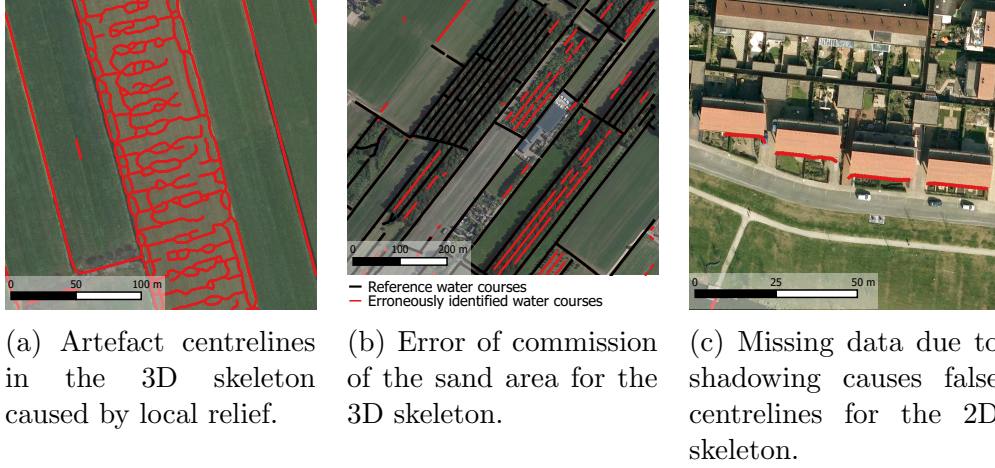 0 50 100 m
0 100 200 m
Reference water courses
Erroneously identified water courses
0 25 50 m
(a) Artefact centrelines
in the 3D skeleton
caused by local relief.
(b) Error of commission
of the sand area for the
3D skeleton.
(c) Missing data due to
shadowing causes false
centrelines for the 2D
skeleton.